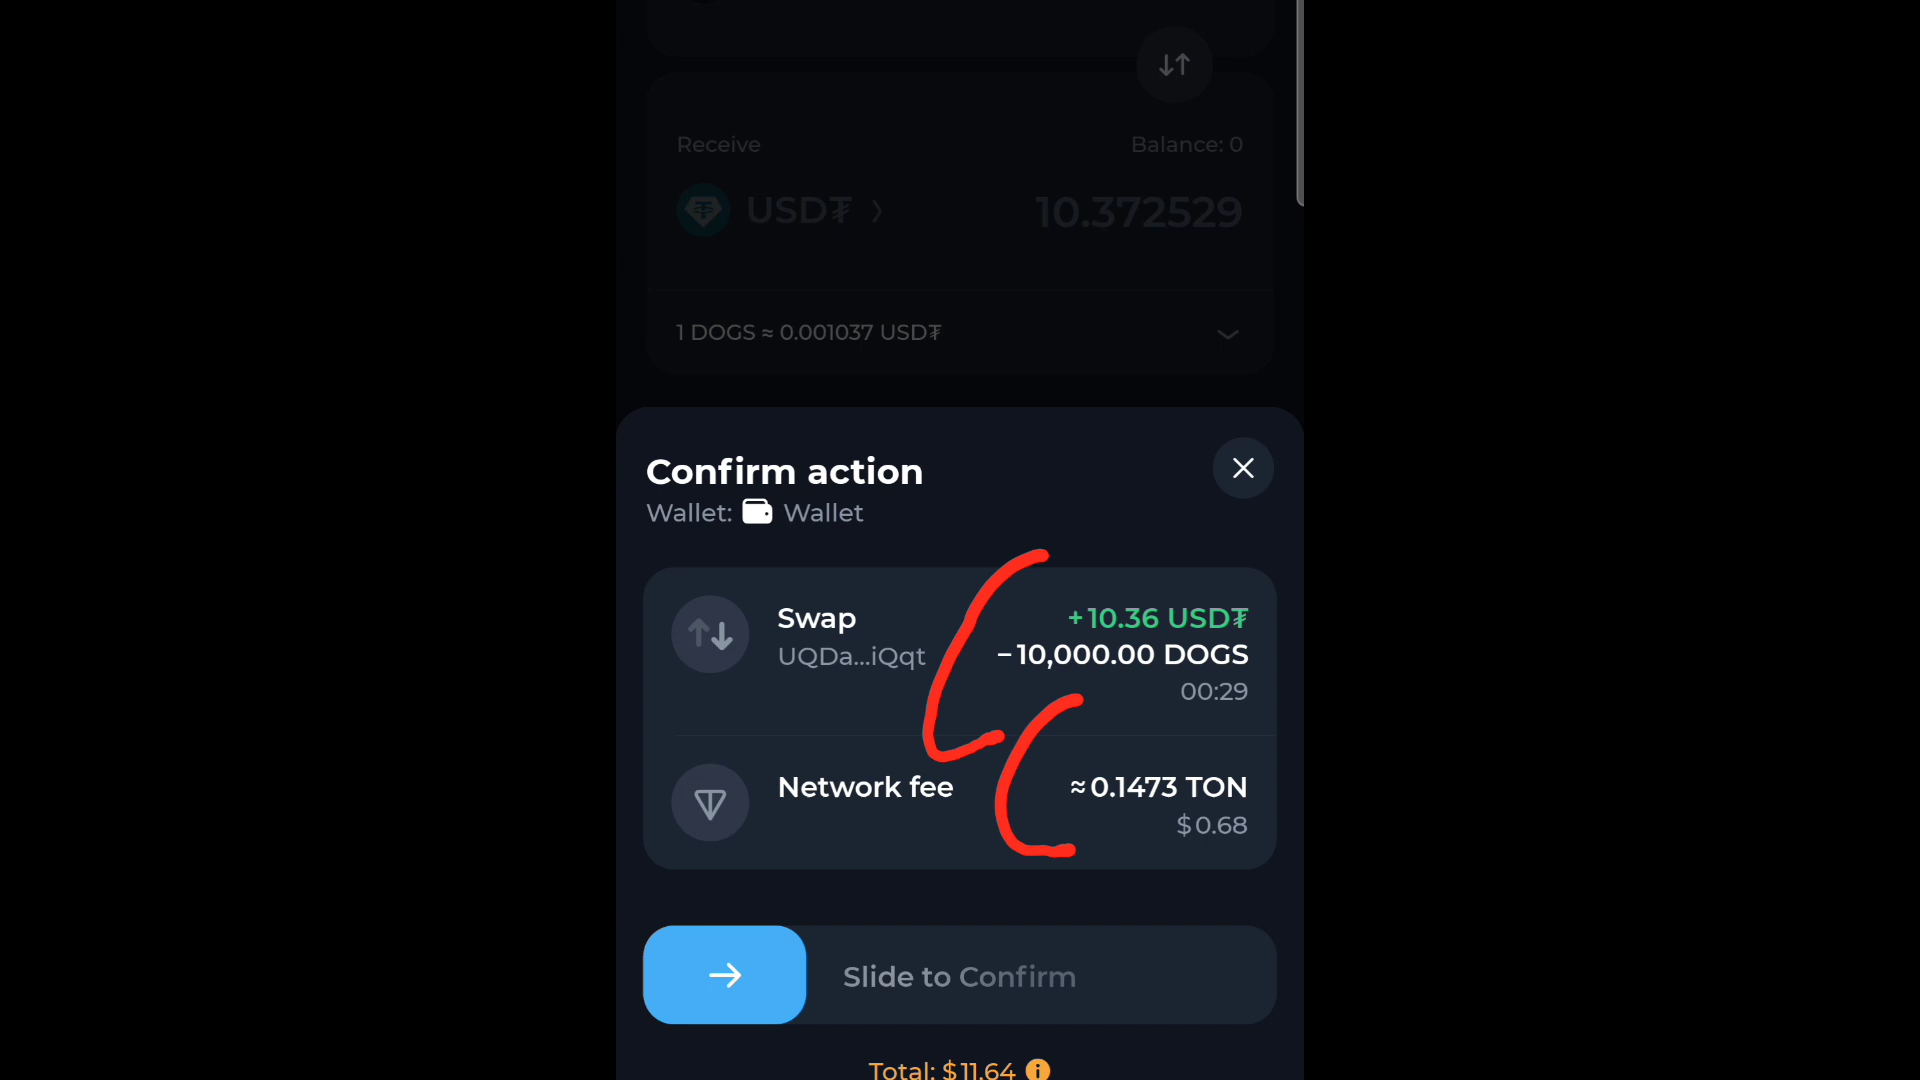 Receive
Balance: 0
USD₮
10.372529
1 DOGS ≈ 0.001037 USD₮
Confirm action
Wallet: Wallet
Swap
+10.36 USD₮
UQDa...iQqt
−10,000.00 DOGS
00:29
Network fee
≈ 0.1473 TON
$0.68
Slide to Confirm
Total: $11.64